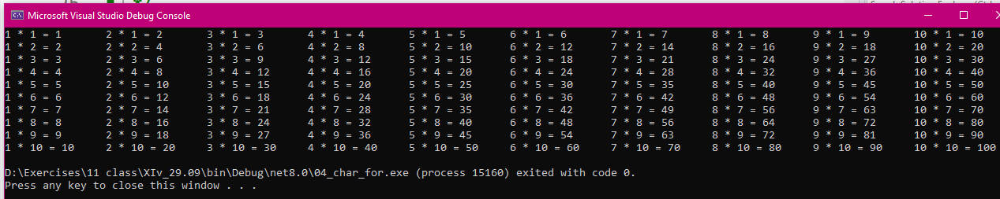 Microsoft Visual Studio Debug Console
1 * 1 = 1 2 * 1 = 2 3 * 1 = 3 4 * 1 = 4 5 * 1 = 5 6 * 1 = 6 7 * 1 = 7 8 * 1 = 8 9 * 1 = 9 10 * 1 = 10
1 * 2 = 2 2 * 2 = 4 3 * 2 = 6 4 * 2 = 8 5 * 2 = 10 6 * 2 = 12 7 * 2 = 14 8 * 2 = 16 9 * 2 = 18 10 * 2 = 20
1 * 3 = 3 2 * 3 = 6 3 * 3 = 9 4 * 3 = 12 5 * 3 = 15 6 * 3 = 18 7 * 3 = 21 8 * 3 = 24 9 * 3 = 27 10 * 3 = 30
1 * 4 = 4 2 * 4 = 8 3 * 4 = 12 4 * 4 = 16 5 * 4 = 20 6 * 4 = 24 7 * 4 = 28 8 * 4 = 32 9 * 4 = 36 10 * 4 = 40
1 * 5 = 5 2 * 5 = 10 3 * 5 = 15 4 * 5 = 20 5 * 5 = 25 6 * 5 = 30 7 * 5 = 35 8 * 5 = 40 9 * 5 = 45 10 * 5 = 50
1 * 6 = 6 2 * 6 = 12 3 * 6 = 18 4 * 6 = 24 5 * 6 = 30 6 * 6 = 36 7 * 6 = 42 8 * 6 = 48 9 * 6 = 54 10 * 6 = 60
1 * 7 = 7 2 * 7 = 14 3 * 7 = 21 4 * 7 = 28 5 * 7 = 35 6 * 7 = 42 7 * 7 = 49 8 * 7 = 56 9 * 7 = 63 10 * 7 = 70
1 * 8 = 8 2 * 8 = 16 3 * 8 = 24 4 * 8 = 32 5 * 8 = 40 6 * 8 = 48 7 * 8 = 56 8 * 8 = 64 9 * 8 = 72 10 * 8 = 80
1 * 9 = 9 2 * 9 = 18 3 * 9 = 27 4 * 9 = 36 5 * 9 = 45 6 * 9 = 54 7 * 9 = 63 8 * 9 = 72 9 * 9 = 81 10 * 9 = 90
1 * 10 = 10 2 * 10 = 20 3 * 10 = 30 4 * 10 = 40 5 * 10 = 50 6 * 10 = 60 7 * 10 = 70 8 * 10 = 80 9 * 10 = 90 10 * 10 = 100
D:\Exercises\11 class\XIv_29.09\bin\Debug\net8.0\04_char_for.exe (process 15160) exited with code 0.
Press any key to close this window . . .